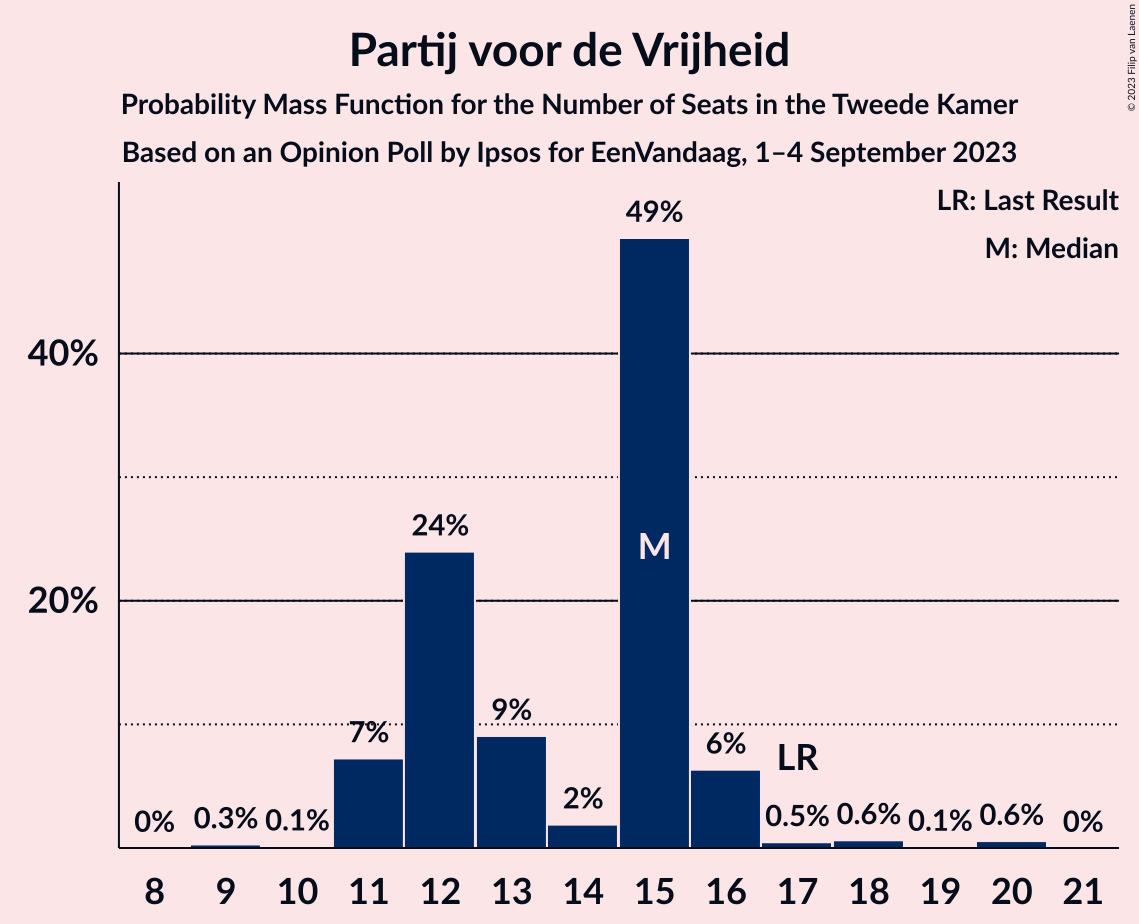 Partij voor de Vrijheid
Probability Mass Function for the Number of Seats in the Tweede Kamer
Based on an Opinion Poll by Ipsos for EenVandaag, 1–4 September 2023
© 2023 Filip van Laenen
LR: Last Result
M: Median
49%
40%
24%
M
20%
9%
7%
6%
LR
2%
0%
0.3%
0.1%
0.5%
0.6%
0.1%
0.6%
0%
8 9 10 11 12 13 14 15 16 17 18 19 20 21